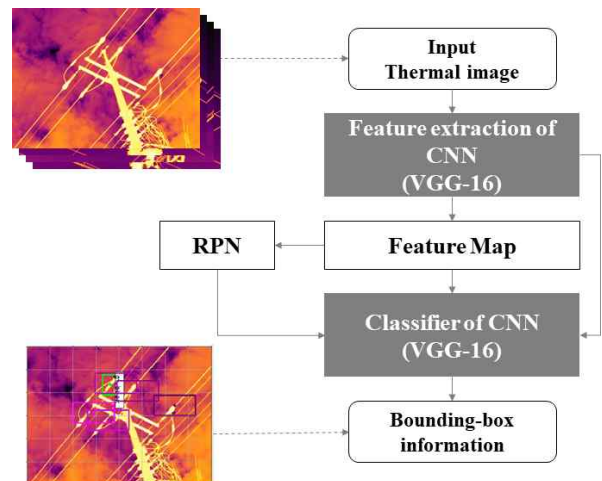 Input
Thermal image
Feature extraction of
CNN
(VGG-16)
RPN
Feature Map
Classifier of CNN
(VGG-16)
Bounding-box
information